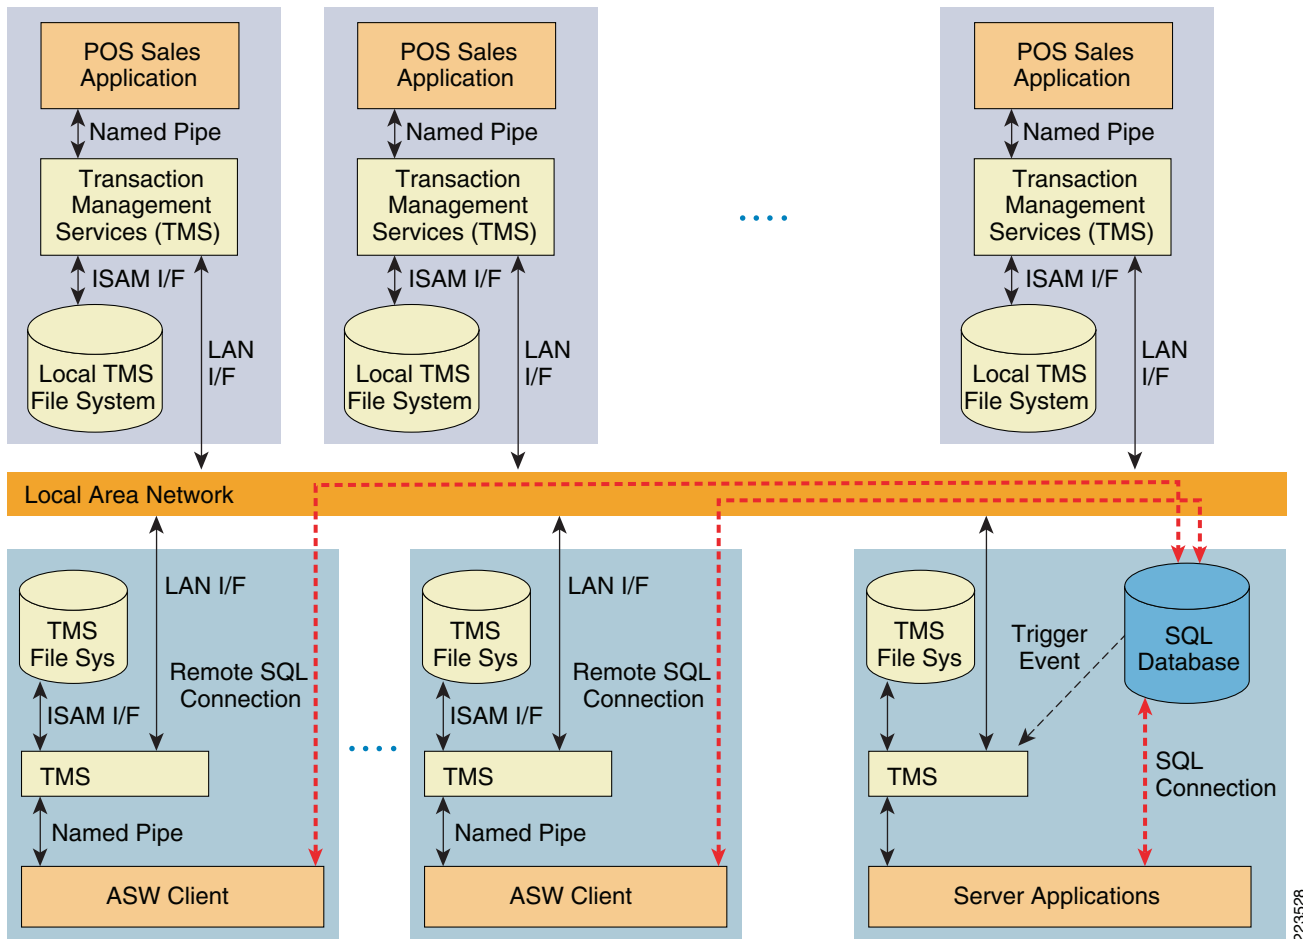 POS Sales
Application
Named Pipe
Transaction
Management
Services (TMS)
ISAM I/F
LAN
I/F
Local TMS
File System
POS Sales
Application
Named Pipe
Transaction
Management
Services (TMS)
ISAM I/F
LAN
I/F
Local TMS
File System
POS Sales
Application
Named Pipe
Transaction
Management
Services (TMS)
ISAM I/F
LAN
I/F
Local TMS
File System
Local Area Network
LAN I/F
TMS
File Sys
Remote SQL
Connection
ISAM I/F
TMS
Named Pipe
ASW Client
LAN I/F
TMS
File Sys
Remote SQL
Connection
ISAM I/F
TMS
Named Pipe
ASW Client
TMS
File Sys
Trigger
Event
SQL
Database
TMS
SQL
Connection
Server Applications
223528